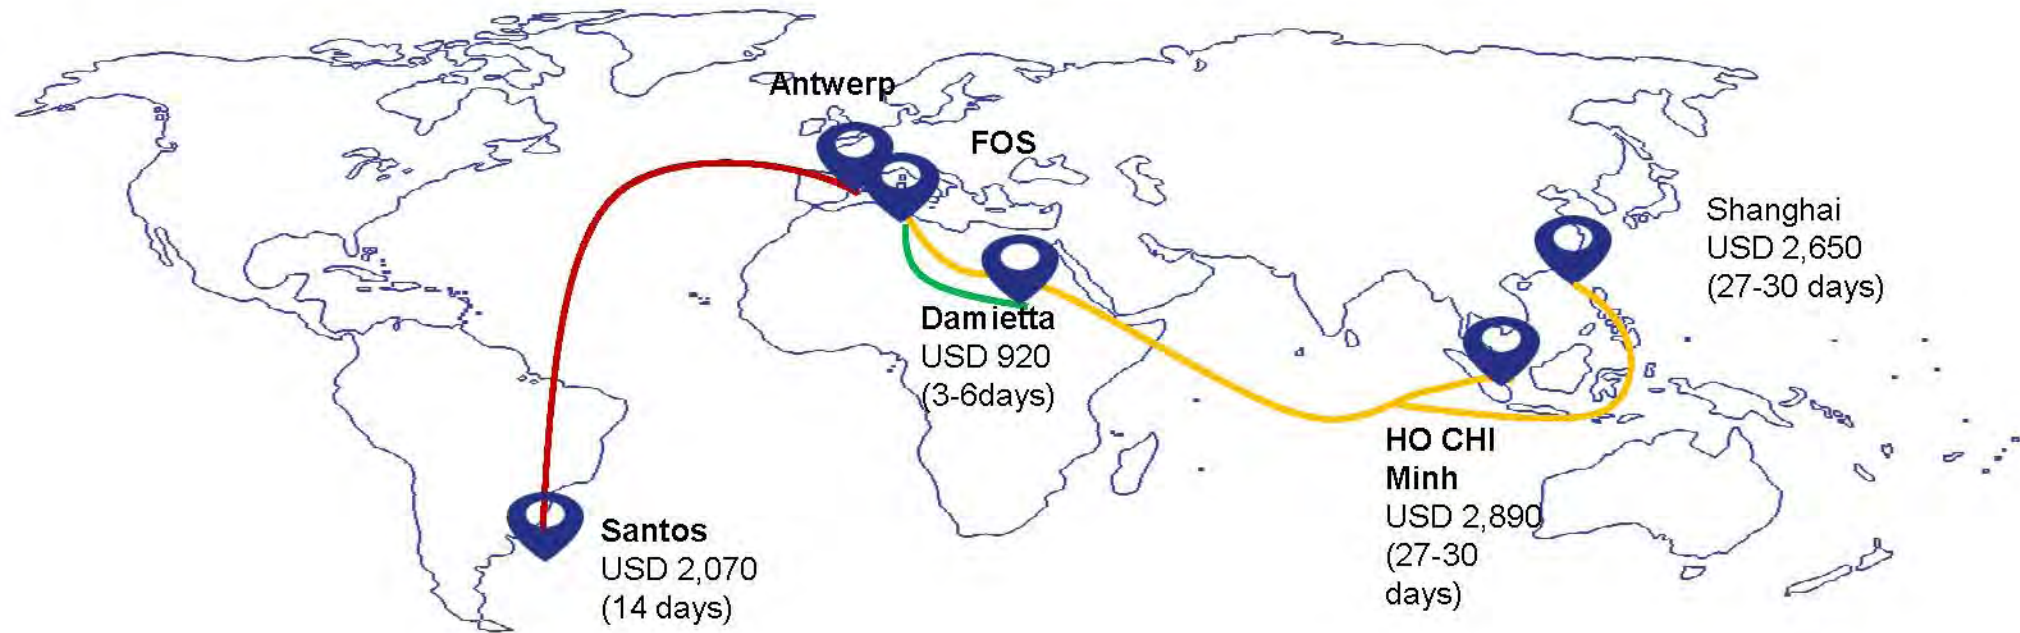 Antwerp
FOS
Shanghai
USD 2,650
(27-30 days)
Damietta
USD 920
(3-6days)
HO CHI
Minh
USD 2,890
(27-30
days)
Santos
USD 2,070
(14 days)